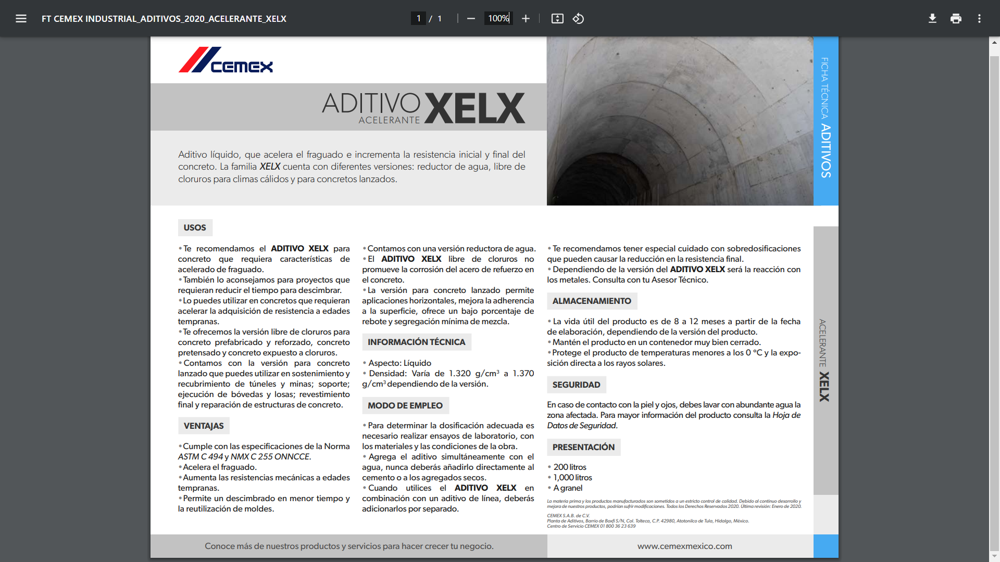 FT CEMEX INDUSTRIAL_ADITIVOS_2020_ACELERANTE_XELX
1 / 1
100%
CEMEX
ADITIVO XELX
ACELERANTE
FICHA TÉCNICA ADITIVOS
Aditivo líquido, que acelera el fraguado e incrementa la resistencia inicial y final del
concreto. La familia XELX cuenta con diferentes versiones: reductor de agua, libre de
cloruros para climas cálidos y para concretos lanzados.
USOS
• Te recomendamos el ADITIVO XELX para
concreto que requiera características de
acelerado de fraguado.
• También lo aconsejamos para proyectos que
requieran reducir el tiempo para descimbrar.
• Lo puedes utilizar en concretos que requieran
acelerar la adquisición de resistencia a edades
tempranas.
• Te ofrecemos la versión libre de cloruros para
concreto prefabricado y reforzado, concreto
pretensado y concreto expuesto a cloruros.
• Contamos con la versión para concreto
lanzado que puedes utilizar en sostenimiento y
recubrimiento de túneles y minas; soporte;
ejecución de bóvedas y losas; revestimiento
final y reparación de estructuras de concreto.
VENTAJAS
• Cumple con las especificaciones de la Norma
ASTM C 494 y NMX C 255 ONNCCE.
• Acelera el fraguado.
• Aumenta las resistencias mecánicas a edades
tempranas.
• Permite un descimbrado en menor tiempo y
la reutilización de moldes.
• Contamos con una versión reductora de agua.
• El ADITIVO XELX libre de cloruros no
promueve la corrosión del acero de refuerzo en
el concreto.
• La versión para concreto lanzado permite
aplicaciones horizontales, mejora la adherencia
a la superficie, ofrece un bajo porcentaje de
rebote y segregación mínima de mezcla.
INFORMACIÓN TÉCNICA
• Aspecto: Líquido
• Densidad: Varía de 1.320 g/cm³ a 1.370
g/cm³ dependiendo de la versión.
MODO DE EMPLEO
• Para determinar la dosificación adecuada es
necesario realizar ensayos de laboratorio, con
los materiales y las condiciones de la obra.
• Agrega el aditivo simultáneamente con el
agua, nunca deberás añadirlo directamente al
cemento o a los agregados secos.
• Cuando utilices el ADITIVO XELX en
combinación con un aditivo de línea, deberás
adicionarlos por separado.
• Te recomendamos tener especial cuidado con sobredosificaciones
que pueden causar la reducción en la resistencia final.
• Dependiendo de la versión del ADITIVO XELX será la reacción con
los metales. Consulta con tu Asesor Técnico.
ALMACENAMIENTO
• La vida útil del producto es de 8 a 12 meses a partir de la fecha
de elaboración, dependiendo de la versión del producto.
• Mantén el producto en un contenedor muy bien cerrado.
• Protege el producto de temperaturas menores a los 0 °C y la expo-
sición directa a los rayos solares.
SEGURIDAD
En caso de contacto con la piel y ojos, debes lavar con abundante agua la
zona afectada. Para mayor información del producto consulta la Hoja de
Datos de Seguridad.
PRESENTACIÓN
• 200 litros
• 1,000 litros
• A granel
La materia prima y los productos manufacturados son sometidos a un estricto control de calidad. Debido al continuo desarrollo y
mejora de nuestros productos, podrían sufrir modificaciones. Todos los Derechos Reservados 2020. Última revisión: Enero de 2020.
CEMEX S.A.B. de C.V.
Planta de Aditivos, Barrio de Boxfi S/N, Col. Tolteca, C.P. 42980, Atotonilco de Tula, Hidalgo, México.
Centro de Servicio CEMEX 01 800 36 23 639
ACELERANTE XELX
Conoce más de nuestros productos y servicios para hacer crecer tu negocio.
www.cemexmexico.com